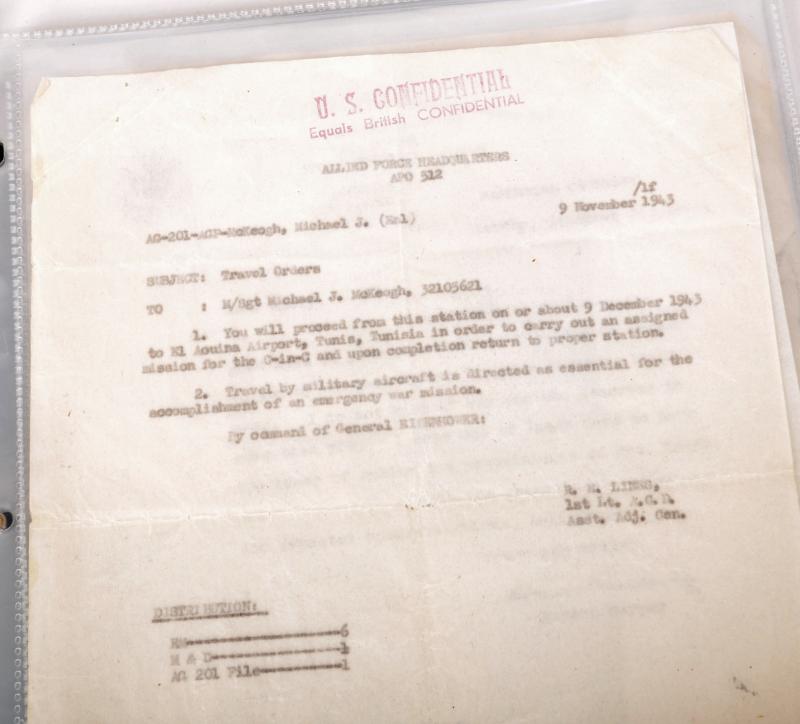 U. S. CONFIDENTIAL
Equals British CONFIDENTIAL
ALLIED FORCE HEADQUARTERS
APO 512
/lf
9 November 1943
AG-201-AGP-McKeogh, Michael J. (Enl)
SUBJECT: Travel Orders
TO : M/Sgt Michael J. McKeogh, 32105621
1. You will proceed from this station on or about 9 December 1943
to El Aouina Airport, Tunis, Tunisia in order to carry out an assigned
mission for the C-in-C and upon completion return to proper station.
2. Travel by military aircraft is directed as essential for the
accomplishment of an emergency war mission.
By command of General EISENHOWER:
R. E. LINES,
1st Lt. A.G.D.
Asst. Adj. Gen.
DISTRIBUTION:
EM--------------------6
M & D-----------------1
AG 201 File-----------1